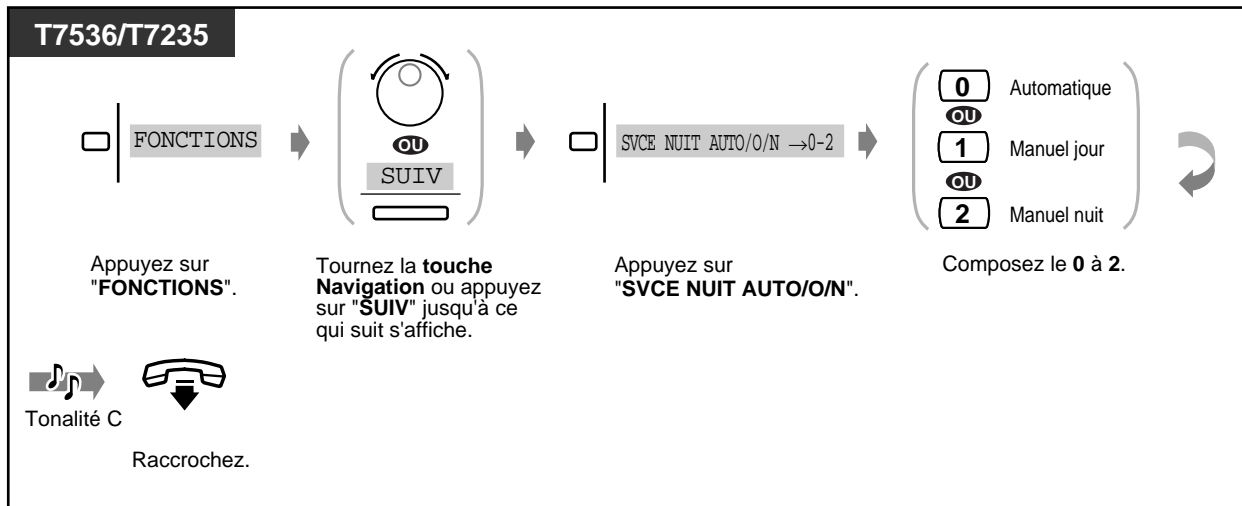 T7536/T7235
FONCTIONS
OU
SUIV
SVCE NUIT AUTO/O/N →0-2
0 Automatique
OU
1 Manuel jour
OU
2 Manuel nuit
Appuyez sur
"FONCTIONS".
Tournez la touche
Navigation ou appuyez
sur "SUIV" jusqu'à ce
qui suit s'affiche.
Appuyez sur
"SVCE NUIT AUTO/O/N".
Composez le 0 à 2.
Tonalité C
Raccrochez.